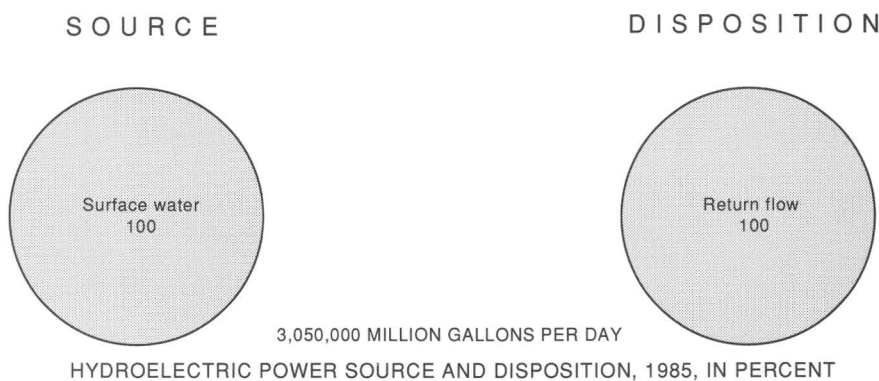 SOURCE
DISPOSITION
Surface water
100
Return flow
100
3,050,000 MILLION GALLONS PER DAY
HYDROELECTRIC POWER SOURCE AND DISPOSITION, 1985, IN PERCENT